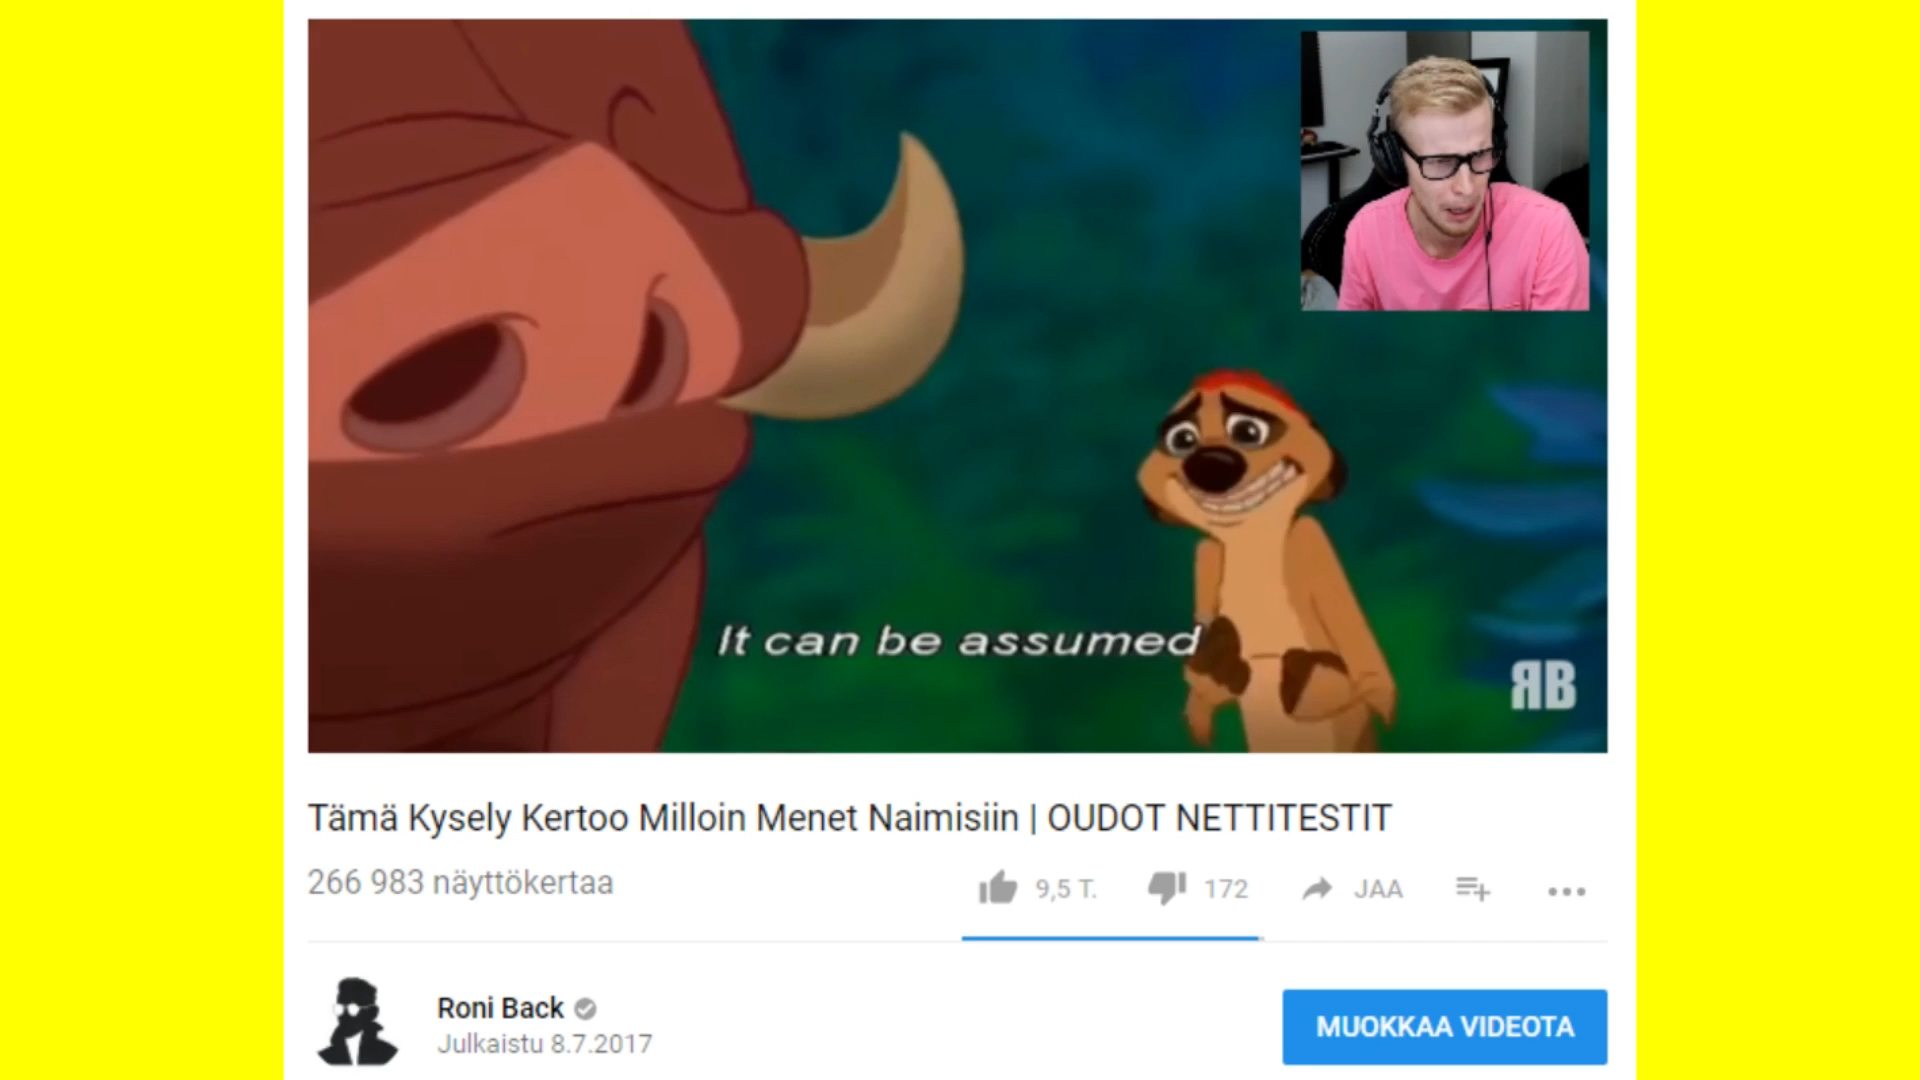 It can be assumed
ЯB
Tämä Kysely Kertoo Milloin Menet Naimisiin | OUDOT NETTITESTIT
266 983 näyttökertaa
9,5 T. 172 JAA
Roni Back
Julkaistu 8.7.2017
MUOKKAA VIDEOTA